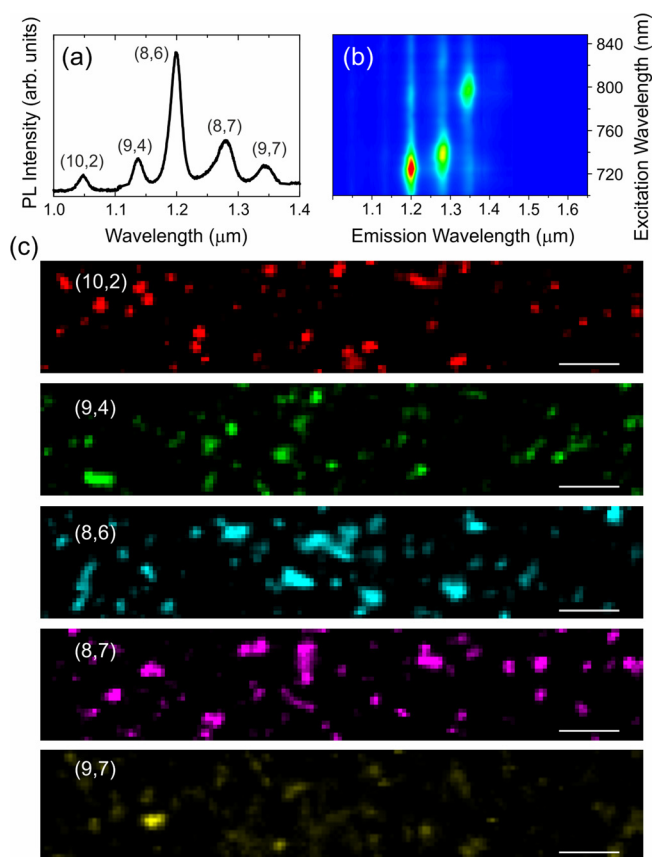 (a)
PL Intensity (arb. units)
(10,2)
(9,4)
(8,6)
(8,7)
(9,7)
1.0 1.1 1.2 1.3 1.4
Wavelength (μm)
(b)
840
800
760
720
Excitation Wavelength (nm)
1.1 1.2 1.3 1.4 1.5 1.6
Emission Wavelength (μm)
(c)
(10,2)
(9,4)
(8,6)
(8,7)
(9,7)